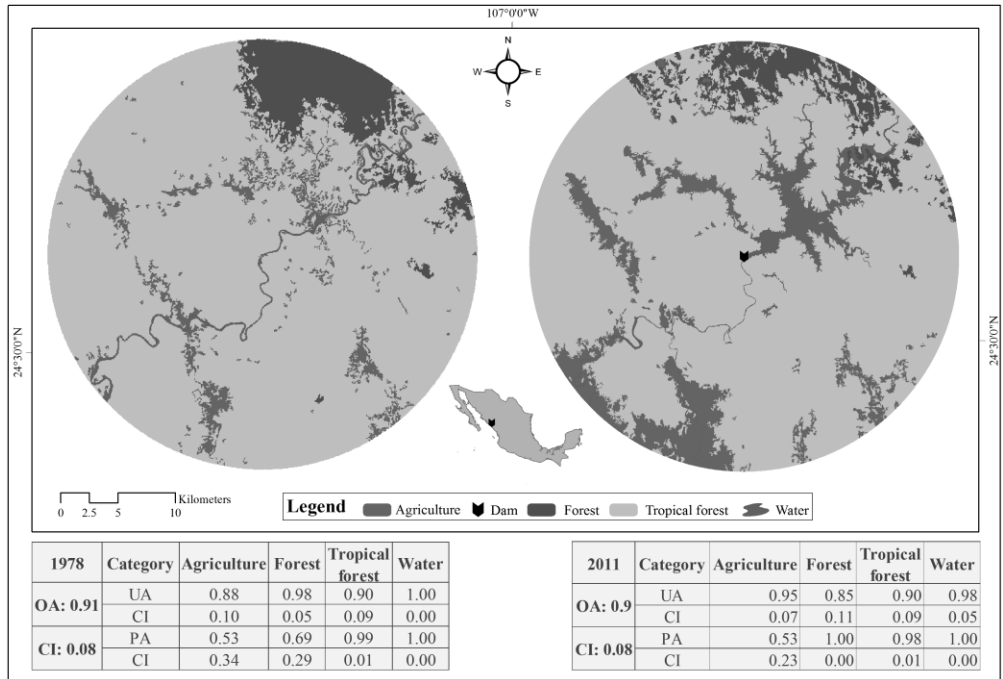 107°0'0"W
N
W E
S
24°30'0"N
24°30'0"N
Kilometers
0 2.5 5 10
Legend Agriculture Dam Forest Tropical forest Water
1978 Category Agriculture Forest Tropical forest Water
OA: 0.91 UA 0.88 0.98 0.90 1.00
CI 0.10 0.05 0.09 0.00
CI: 0.08 PA 0.53 0.69 0.99 1.00
CI 0.34 0.29 0.01 0.00
2011 Category Agriculture Forest Tropical forest Water
OA: 0.9 UA 0.95 0.85 0.90 0.98
CI 0.07 0.11 0.09 0.05
CI: 0.08 PA 0.53 1.00 0.98 1.00
CI 0.23 0.00 0.01 0.00